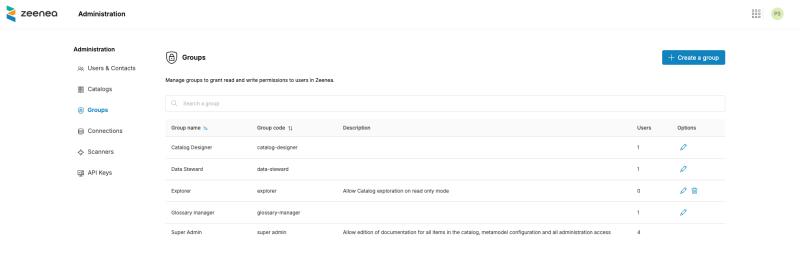 zeenea
Administration
PS
Administration
Users & Contacts
Catalogs
Groups
Connections
Scanners
API Keys
Groups
Create a group
Manage groups to grant read and write permissions to users in Zeenea.
Search a group
Group name Group code Description Users Options
Catalog Designer catalog-designer 1
Data Steward data-steward 1
Explorer explorer Allow Catalog exploration on read only mode 0
Glossary manager glossary-manager 1
Super Admin super admin Allow edition of documentation for all items in the catalog, metamodel configuration and all administration access 4